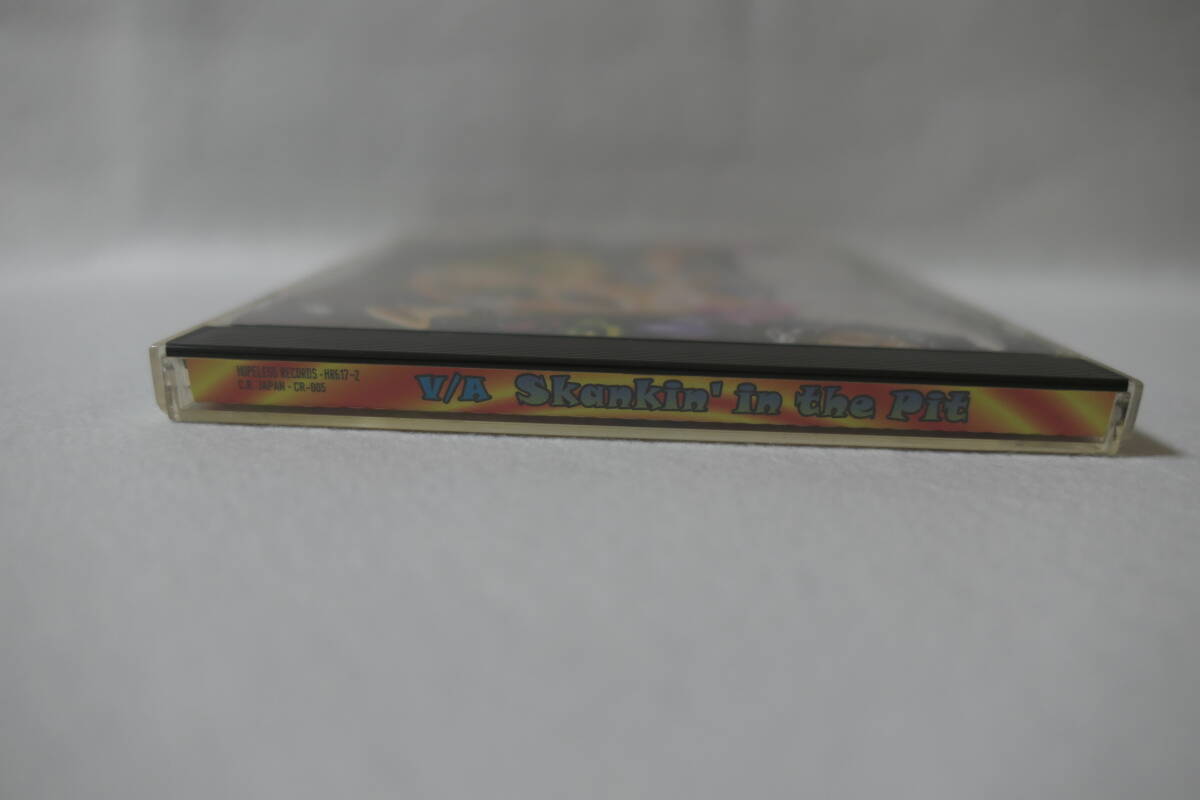 HOPELESS RECORDS · HR617-2
C.R JAPAN · CR-005
V/A Skankin' in the Pit